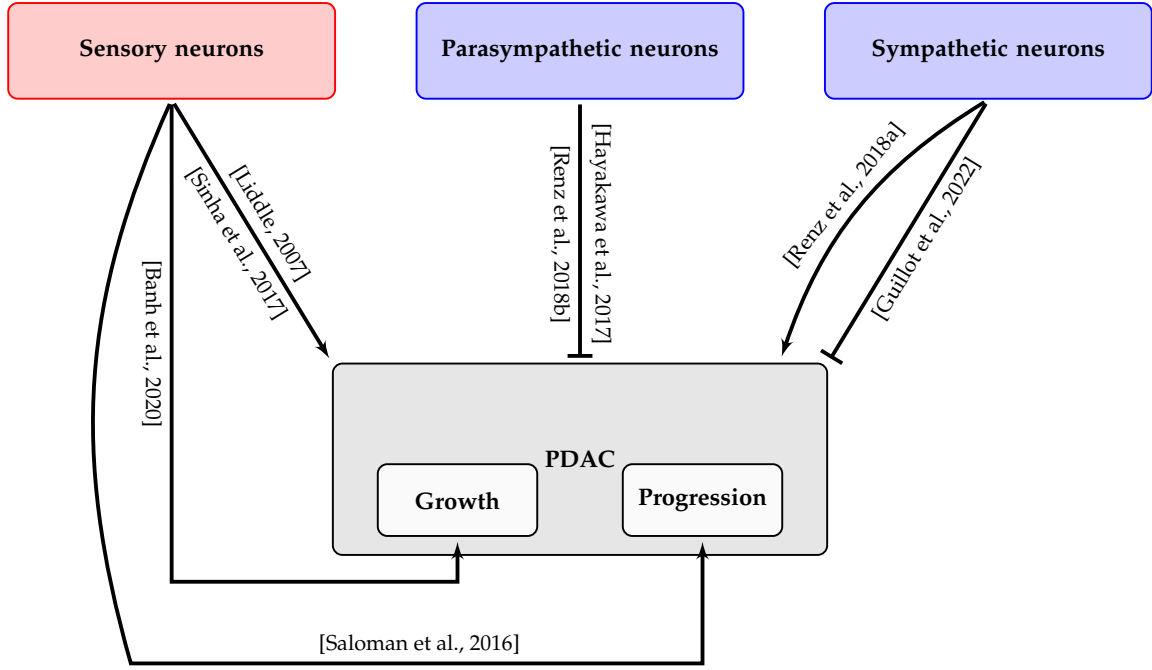 Sensory neurons
Parasympathetic neurons
Sympathetic neurons
[Liddle, 2007]
[Sinha et al., 2017]
[Banh et al., 2020]
[Hayakawa et al., 2017]
[Renz et al., 2018b]
[Renz et al., 2018a]
[Guillot et al., 2022]
PDAC
Growth
Progression
[Saloman et al., 2016]